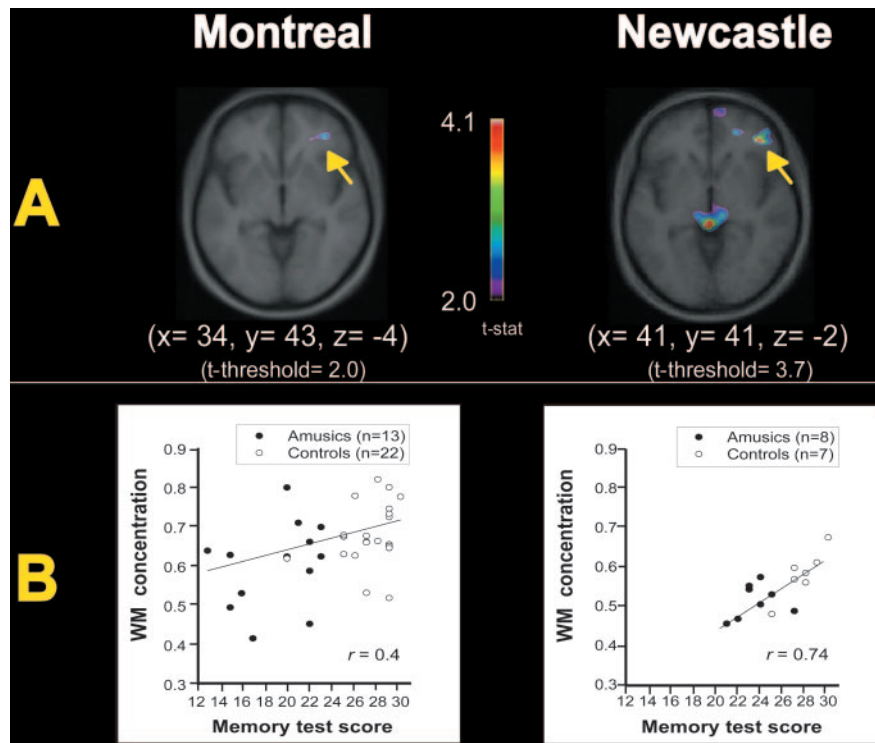 Montreal
Newcastle
A
4.1
2.0
t-stat
(x= 34, y= 43, z= -4)
(t-threshold= 2.0)
(x= 41, y= 41, z= -2)
(t-threshold= 3.7)
B
Amusics (n=13)
Controls (n=22)
WM concentration
0.9
0.8
0.7
0.6
0.5
0.4
0.3
r = 0.4
12 14 16 18 20 22 24 26 28 30
Memory test score
Amusics (n=8)
Controls (n=7)
WM concentration
0.9
0.8
0.7
0.6
0.5
0.4
0.3
r = 0.74
12 14 16 18 20 22 24 26 28 30
Memory test score